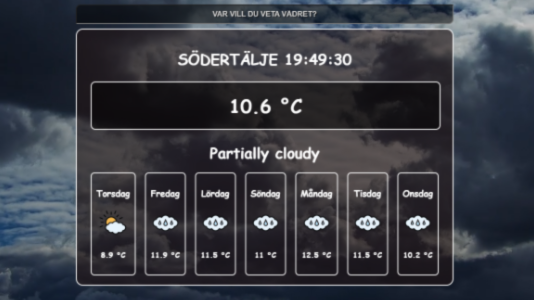 VAR VILL DU VETA VÄDRET?
SÖDERTÄLJE 19:49:30
10.6 °C
Partially cloudy
Torsdag Fredag Lördag Söndag Måndag Tisdag Onsdag
8.9 °C 11.9 °C 11.5 °C 11 °C 12.5 °C 11.5 °C 10.2 °C